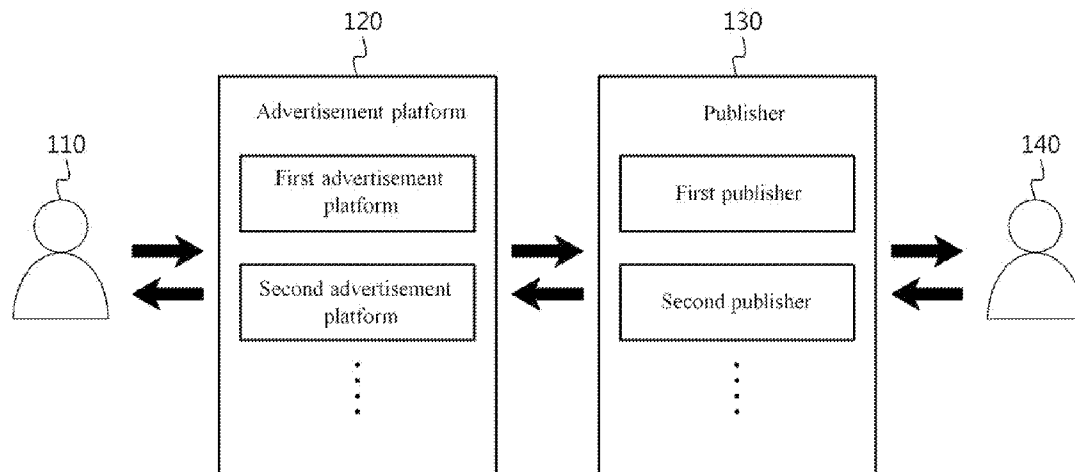 120
130
Advertisement platform
Publisher
110
140
First advertisement
platform
First publisher
Second advertisement
platform
Second publisher